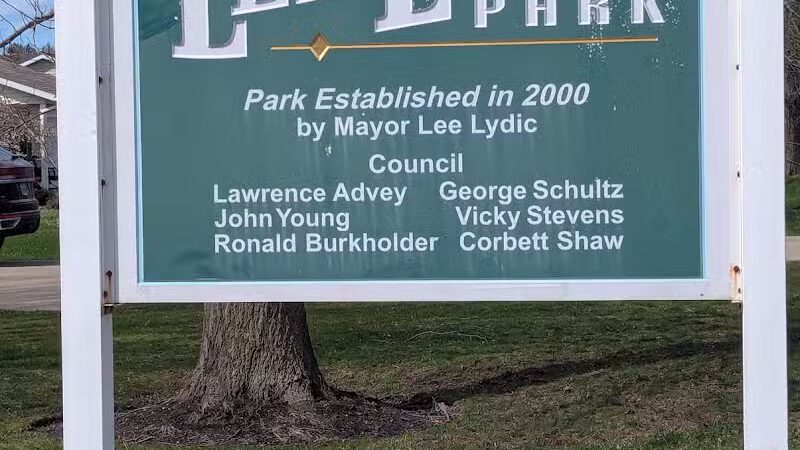 PARK
Park Established in 2000
by Mayor Lee Lydic
Council
Lawrence Advey George Schultz
John Young Vicky Stevens
Ronald Burkholder Corbett Shaw